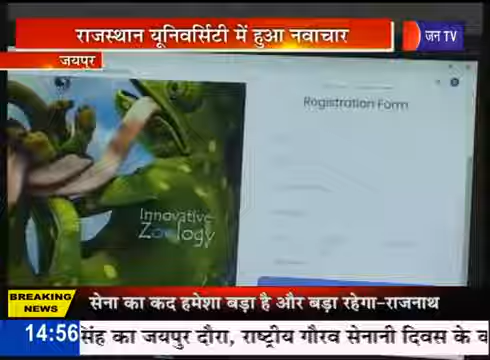 राजस्थान यूनिवर्सिटी में हुआ नवाचार
जन TV
जयपुर
Registration Form
Innovative
Zoology
BREAKING NEWS
सेना का कद हमेशा बड़ा है और बड़ा रहेगा-राजनाथ
14:56
सिंह का जयपुर दौरा, राष्ट्रीय गौरव सेनानी दिवस के